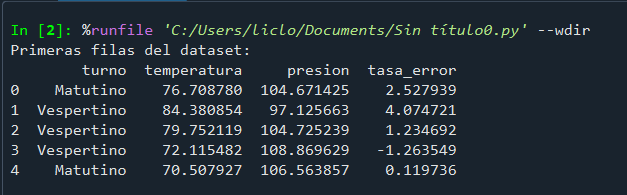 In [2]: %runfile 'C:/Users/liclo/Documents/Sin título0.py' --wdir
Primeras filas del dataset:
turno temperatura presion tasa_error
0 Matutino 76.708780 104.671425 2.527939
1 Vespertino 84.380854 97.125663 4.074721
2 Vespertino 79.752119 104.725239 1.234692
3 Vespertino 72.115482 108.869629 -1.263549
4 Matutino 70.507927 106.563857 0.119736